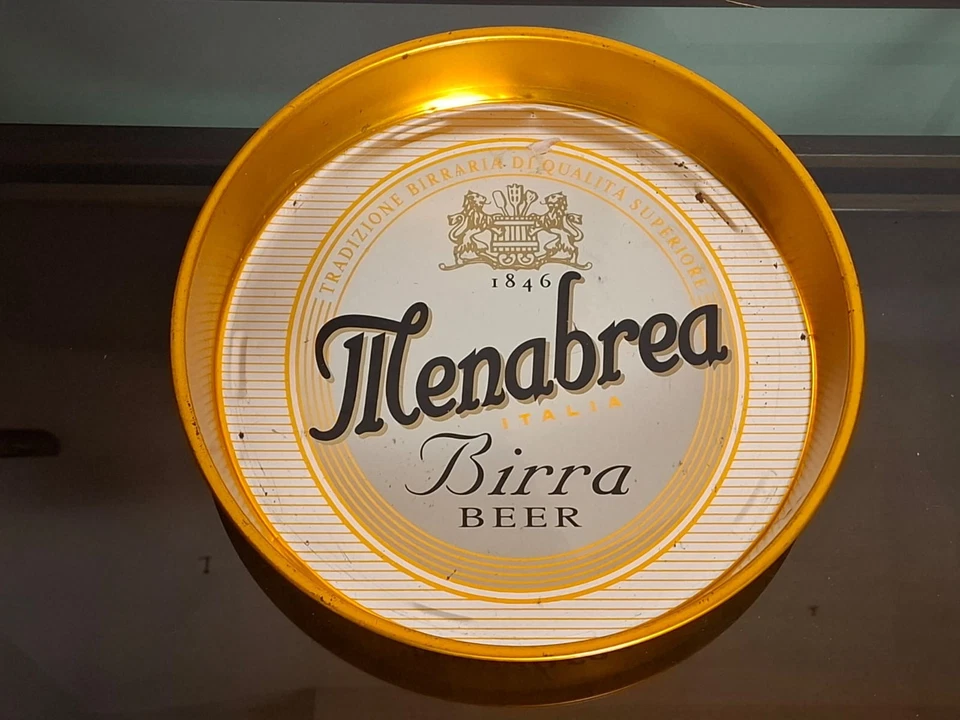 TRADIZIONE BIRRARIA DI QUALITÀ SUPERIORE
1846
Menabrea
ITALIA
Birra
BEER